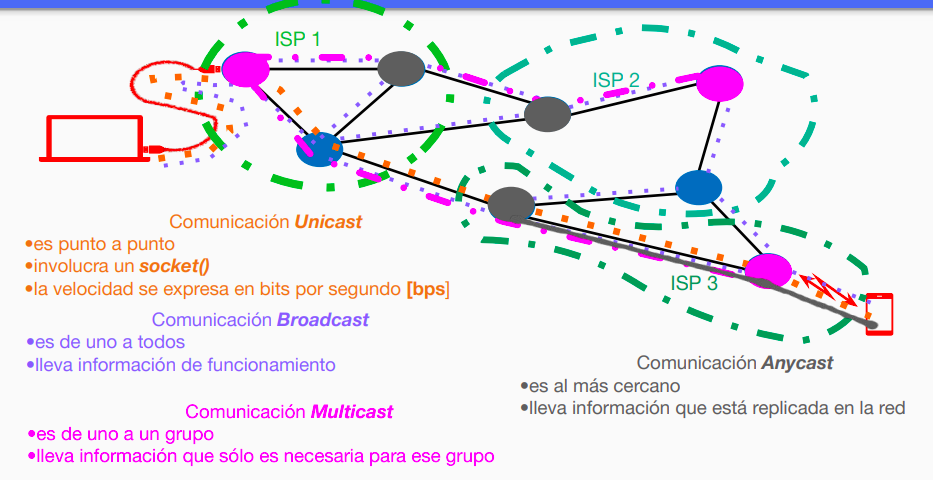 ISP 1
ISP 2
Comunicación Unicast
•es punto a punto
•involucra un socket()
•la velocidad se expresa en bits por segundo [bps]
ISP 3
Comunicación Broadcast
•es de uno a todos
•lleva información de funcionamiento
Comunicación Anycast
•es al más cercano
•lleva información que está replicada en la red
Comunicación Multicast
•es de uno a un grupo
•lleva información que sólo es necesaria para ese grupo